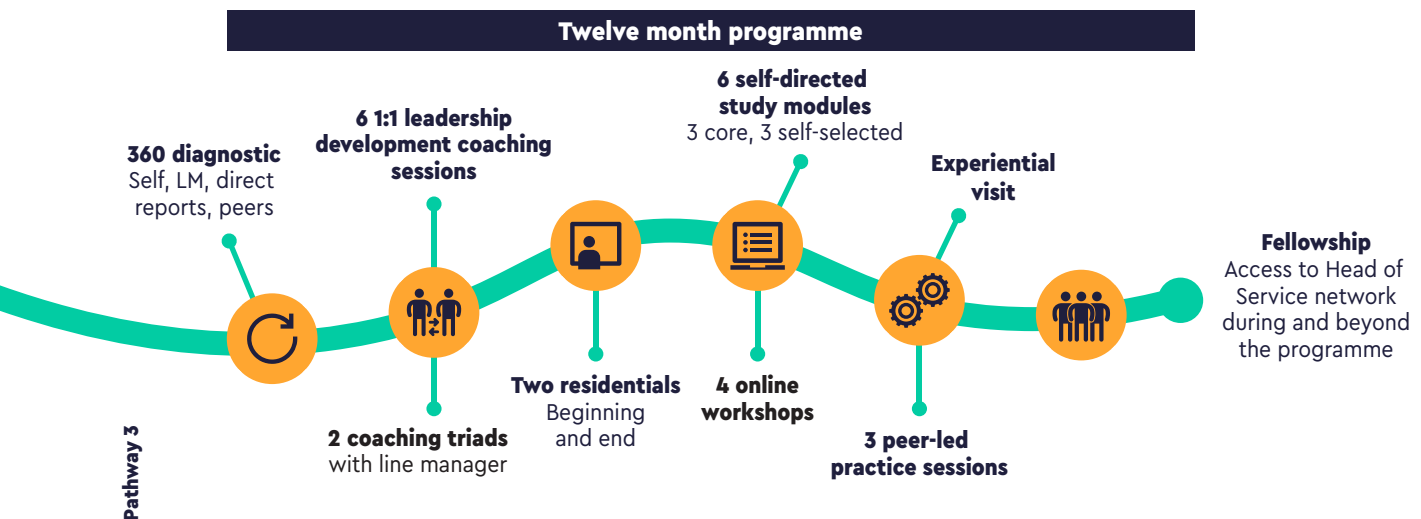 Twelve month programme
360 diagnostic
Self, LM, direct
reports, peers
6 1:1 leadership
development coaching
sessions
2 coaching triads
with line manager
Two residentials
Beginning
and end
6 self-directed
study modules
3 core, 3 self-selected
4 online
workshops
Experiential
visit
3 peer-led
practice sessions
Fellowship
Access to Head of
Service network
during and beyond
the programme
Pathway 3